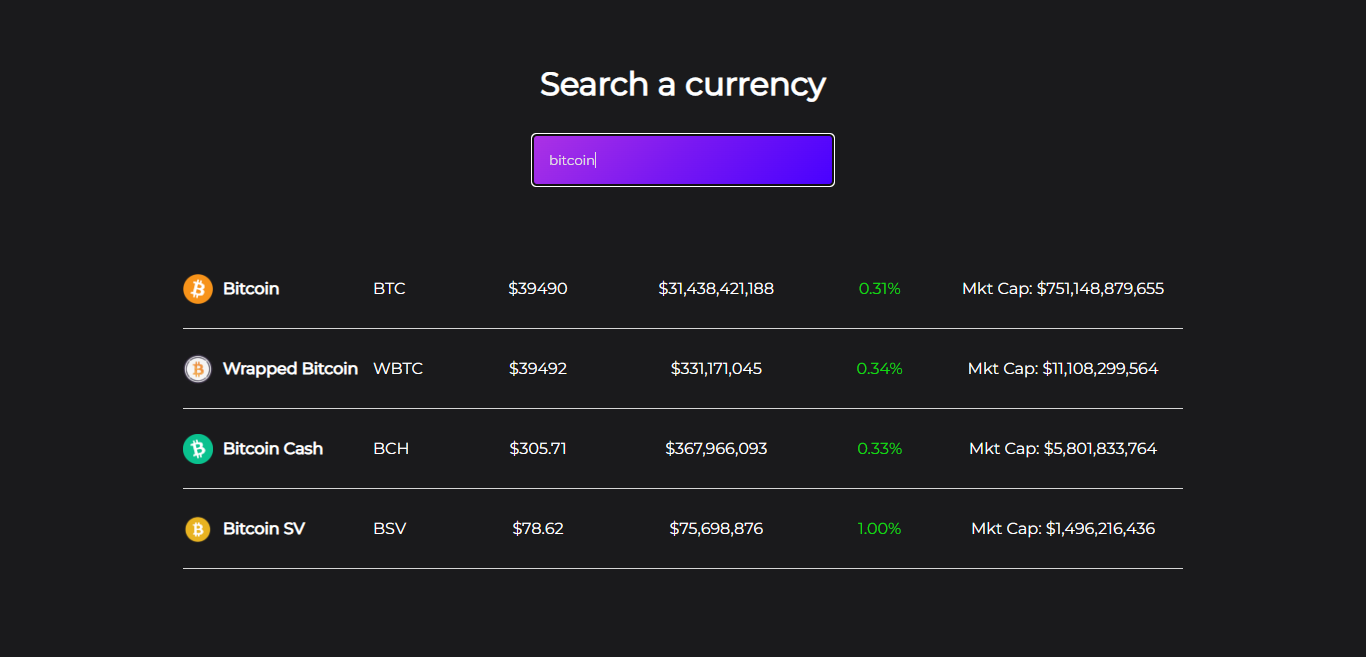 Search a currency
bitcoin
Bitcoin BTC $39490 $31,438,421,188 0.31% Mkt Cap: $751,148,879,655
Wrapped Bitcoin WBTC $39492 $331,171,045 0.34% Mkt Cap: $11,108,299,564
Bitcoin Cash BCH $305.71 $367,966,093 0.33% Mkt Cap: $5,801,833,764
Bitcoin SV BSV $78.62 $75,698,876 1.00% Mkt Cap: $1,496,216,436